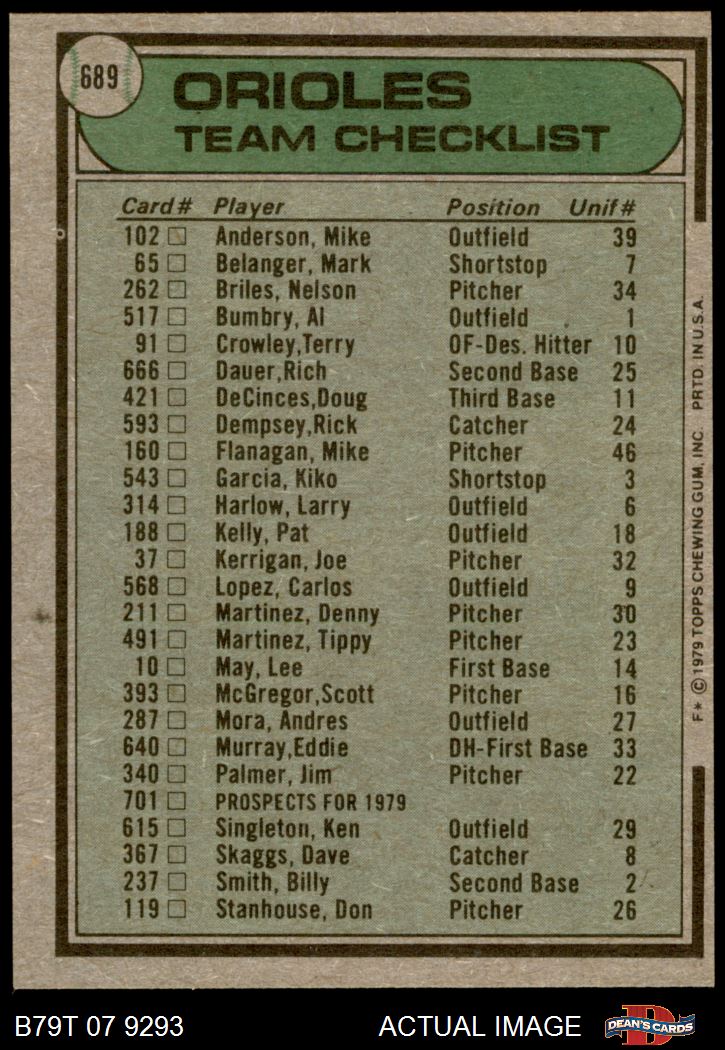 689
ORIOLES
TEAM CHECKLIST
Card# Player Position Unif#
102 Anderson, Mike Outfield 39
65 Belanger, Mark Shortstop 7
262 Briles, Nelson Pitcher 34
517 Bumbry, Al Outfield 1
91 Crowley,Terry OF-Des. Hitter 10
666 Dauer,Rich Second Base 25
421 DeCinces,Doug Third Base 11
593 Dempsey,Rick Catcher 24
160 Flanagan, Mike Pitcher 46
543 Garcia, Kiko Shortstop 3
314 Harlow, Larry Outfield 6
188 Kelly, Pat Outfield 18
37 Kerrigan, Joe Pitcher 32
568 Lopez, Carlos Outfield 9
211 Martinez, Denny Pitcher 30
491 Martinez, Tippy Pitcher 23
10 May, Lee First Base 14
393 McGregor,Scott Pitcher 16
287 Mora, Andres Outfield 27
640 Murray,Eddie DH-First Base 33
340 Palmer, Jim Pitcher 22
701 PROSPECTS FOR 1979
615 Singleton, Ken Outfield 29
367 Skaggs, Dave Catcher 8
237 Smith, Billy Second Base 2
119 Stanhouse, Don Pitcher 26
F* © 1979 TOPPS CHEWING GUM, INC. PRTD. IN U.S.A.
B79T 07 9293 ACTUAL IMAGE
D
DEAN'S CARDS